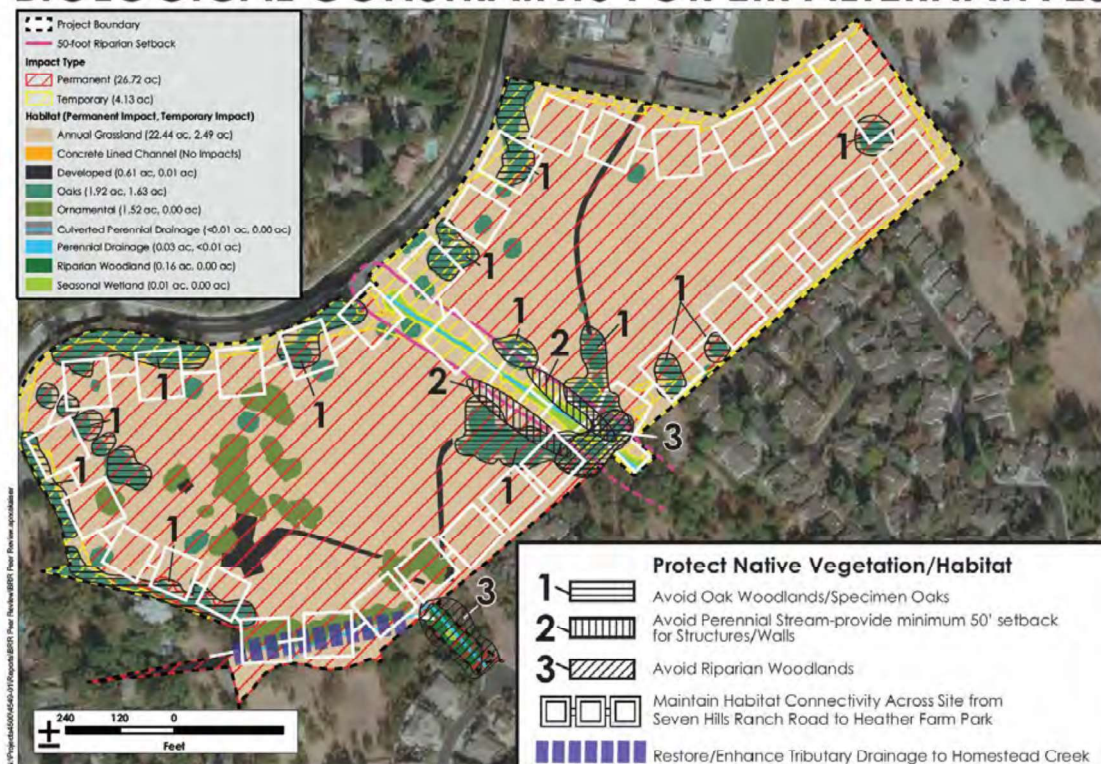 BIOLOGICAL CONSTRAINTS FOR EIR ALTERNATIVES
Project Boundary
50-foot Riparian Setback
Impact Type
Permanent (26.72 ac)
Temporary (4.13 ac)
Habitat (Permanent Impact, Temporary Impact)
Annual Grassland (22.44 ac, 2.49 ac)
Concrete Lined Channel (No Impacts)
Developed (0.61 ac, 0.01 ac)
Oaks (1.92 ac, 1.63 ac)
Ornamental (1.52 ac, 0.00 ac)
Culverted Perennial Drainage (<0.01 ac, 0.00 ac)
Perennial Drainage (0.03 ac, <0.01 ac)
Riparian Woodland (0.16 ac, 0.00 ac)
Seasonal Wetland (0.01 ac, 0.00 ac)
1
1
1
1
1
2
1
2
1
1
3
1
1
1
1
3
240 120 0
Feet
Protect Native Vegetation/Habitat
1 Avoid Oak Woodlands/Specimen Oaks
2 Avoid Perennial Stream-provide minimum 50' setback
for Structures/Walls
3 Avoid Riparian Woodlands
Maintain Habitat Connectivity Across Site from
Seven Hills Ranch Road to Heather Farm Park
Restore/Enhance Tributary Drainage to Homestead Creek